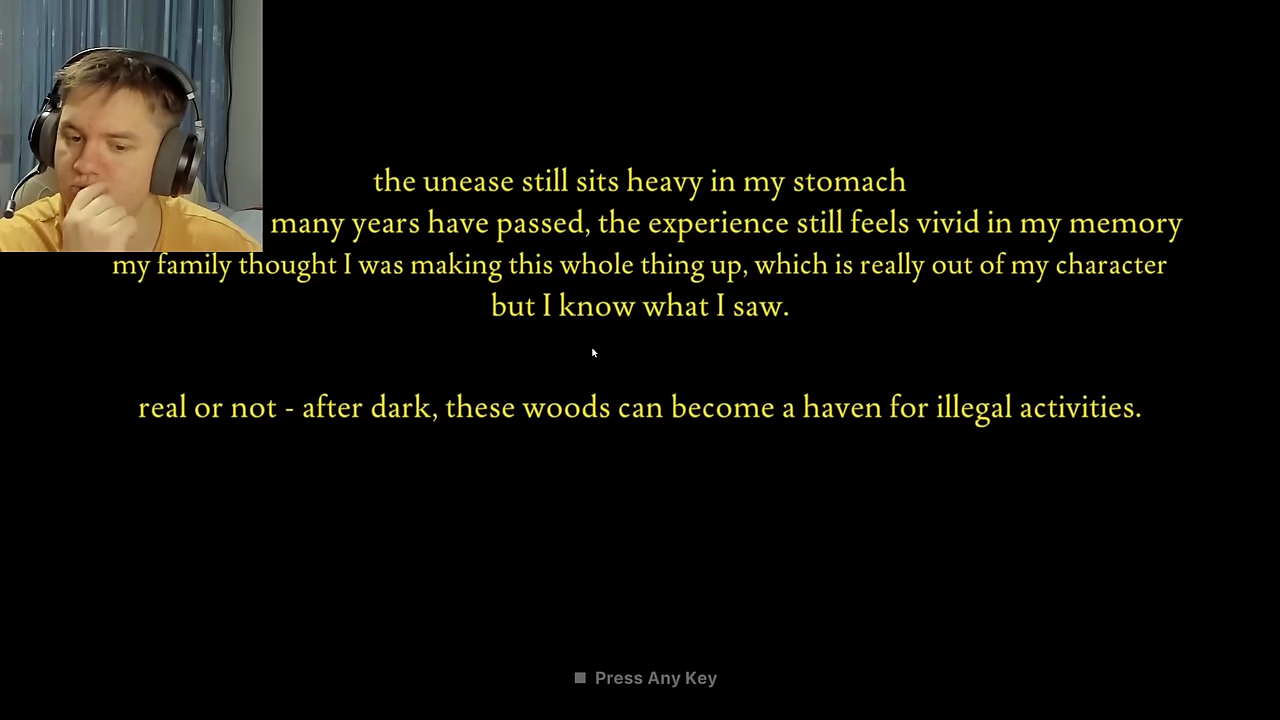 the unease still sits heavy in my stomach
many years have passed, the experience still feels vivid in my memory
my family thought I was making this whole thing up, which is really out of my character
but I know what I saw.
real or not - after dark, these woods can become a haven for illegal activities.
Press Any Key